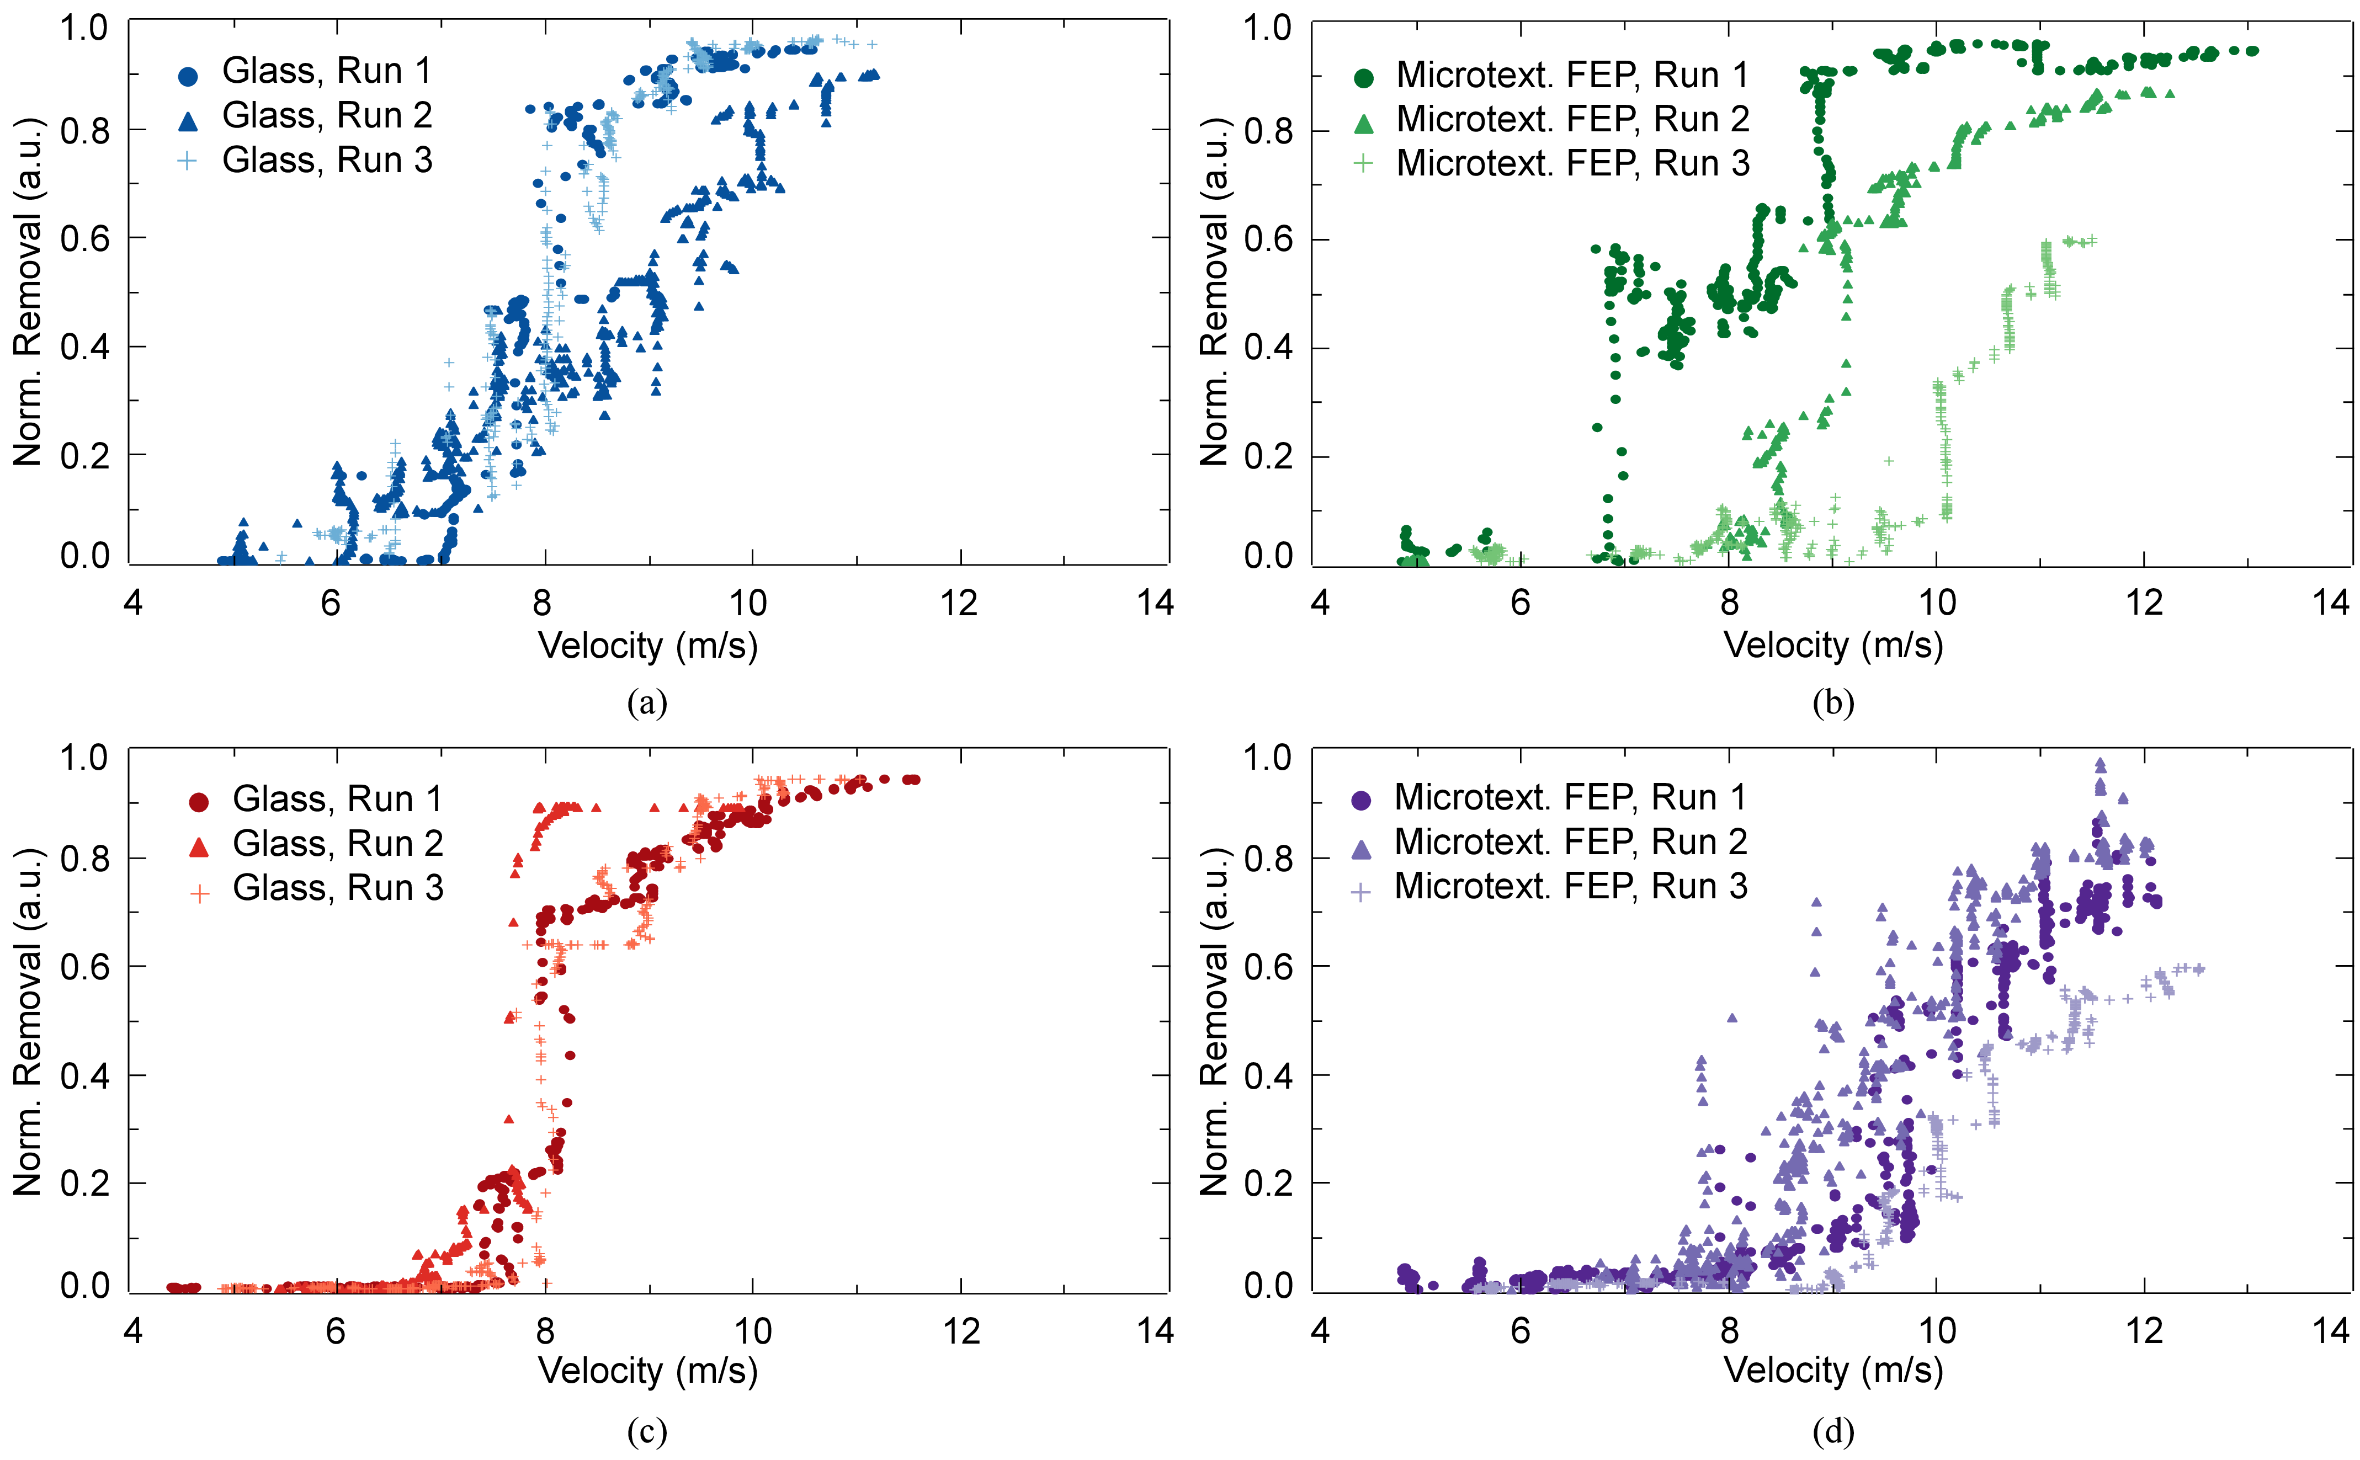 1.0
0.8
0.6
0.4
0.2
0.0
Norm. Removal (a.u.)
Glass, Run 1
Glass, Run 2
Glass, Run 3
4 6 8 10 12 14
Velocity (m/s)
(a)
1.0
0.8
0.6
0.4
0.2
0.0
Norm. Removal (a.u.)
Microtext. FEP, Run 1
Microtext. FEP, Run 2
Microtext. FEP, Run 3
4 6 8 10 12 14
Velocity (m/s)
(b)
1.0
0.8
0.6
0.4
0.2
0.0
Norm. Removal (a.u.)
Glass, Run 1
Glass, Run 2
Glass, Run 3
4 6 8 10 12 14
Velocity (m/s)
(c)
1.0
0.8
0.6
0.4
0.2
0.0
Norm. Removal (a.u.)
Microtext. FEP, Run 1
Microtext. FEP, Run 2
Microtext. FEP, Run 3
4 6 8 10 12 14
Velocity (m/s)
(d)